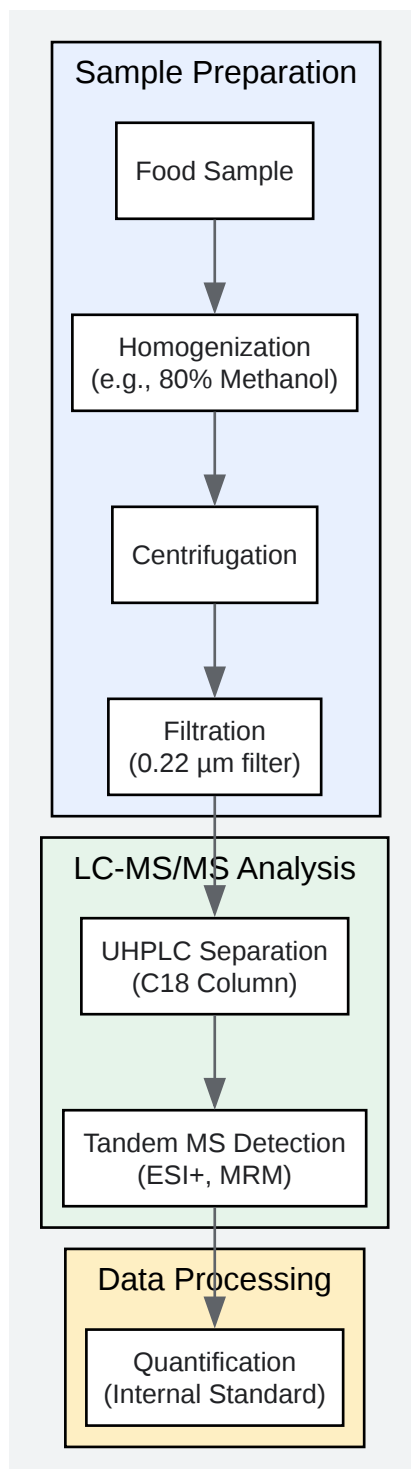 Sample Preparation
Food Sample
Homogenization
(e.g., 80% Methanol)
Centrifugation
Filtration
(0.22 µm filter)
LC-MS/MS Analysis
UHPLC Separation
(C18 Column)
Tandem MS Detection
(ESI+, MRM)
Data Processing
Quantification
(Internal Standard)